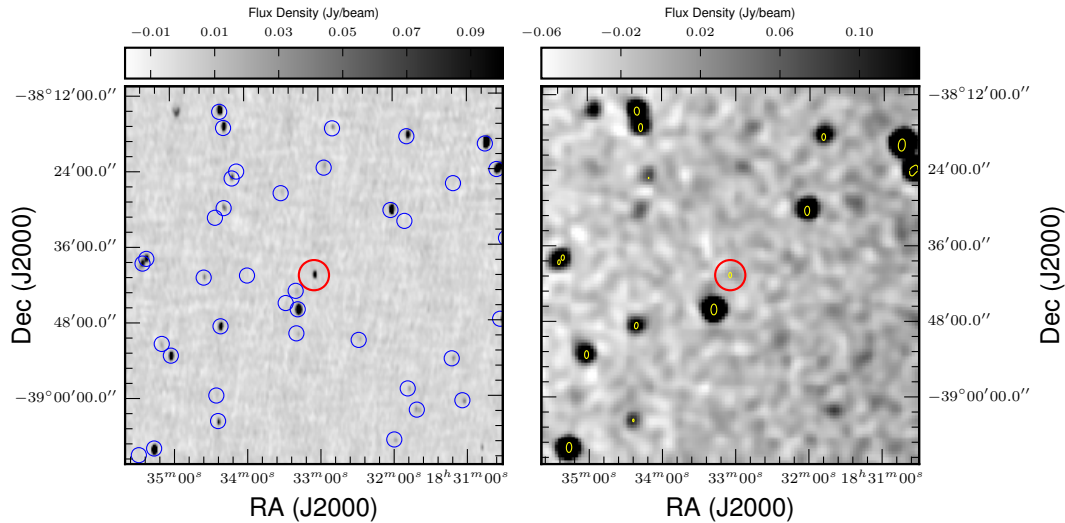 Flux Density (Jy/beam)
−0.01 0.01 0.03 0.05 0.07 0.09
−38°12′00.0′′
24′00.0′′
36′00.0′′
48′00.0′′
−39°00′00.0′′
Dec (J2000)
35ᵐ00ˢ 34ᵐ00ˢ 33ᵐ00ˢ 32ᵐ00ˢ 18ʰ31ᵐ00ˢ
RA (J2000)
Flux Density (Jy/beam)
−0.06 −0.02 0.02 0.06 0.10
−38°12′00.0′′
24′00.0′′
36′00.0′′
48′00.0′′
−39°00′00.0′′
Dec (J2000)
35ᵐ00ˢ 34ᵐ00ˢ 33ᵐ00ˢ 32ᵐ00ˢ 18ʰ31ᵐ00ˢ
RA (J2000)